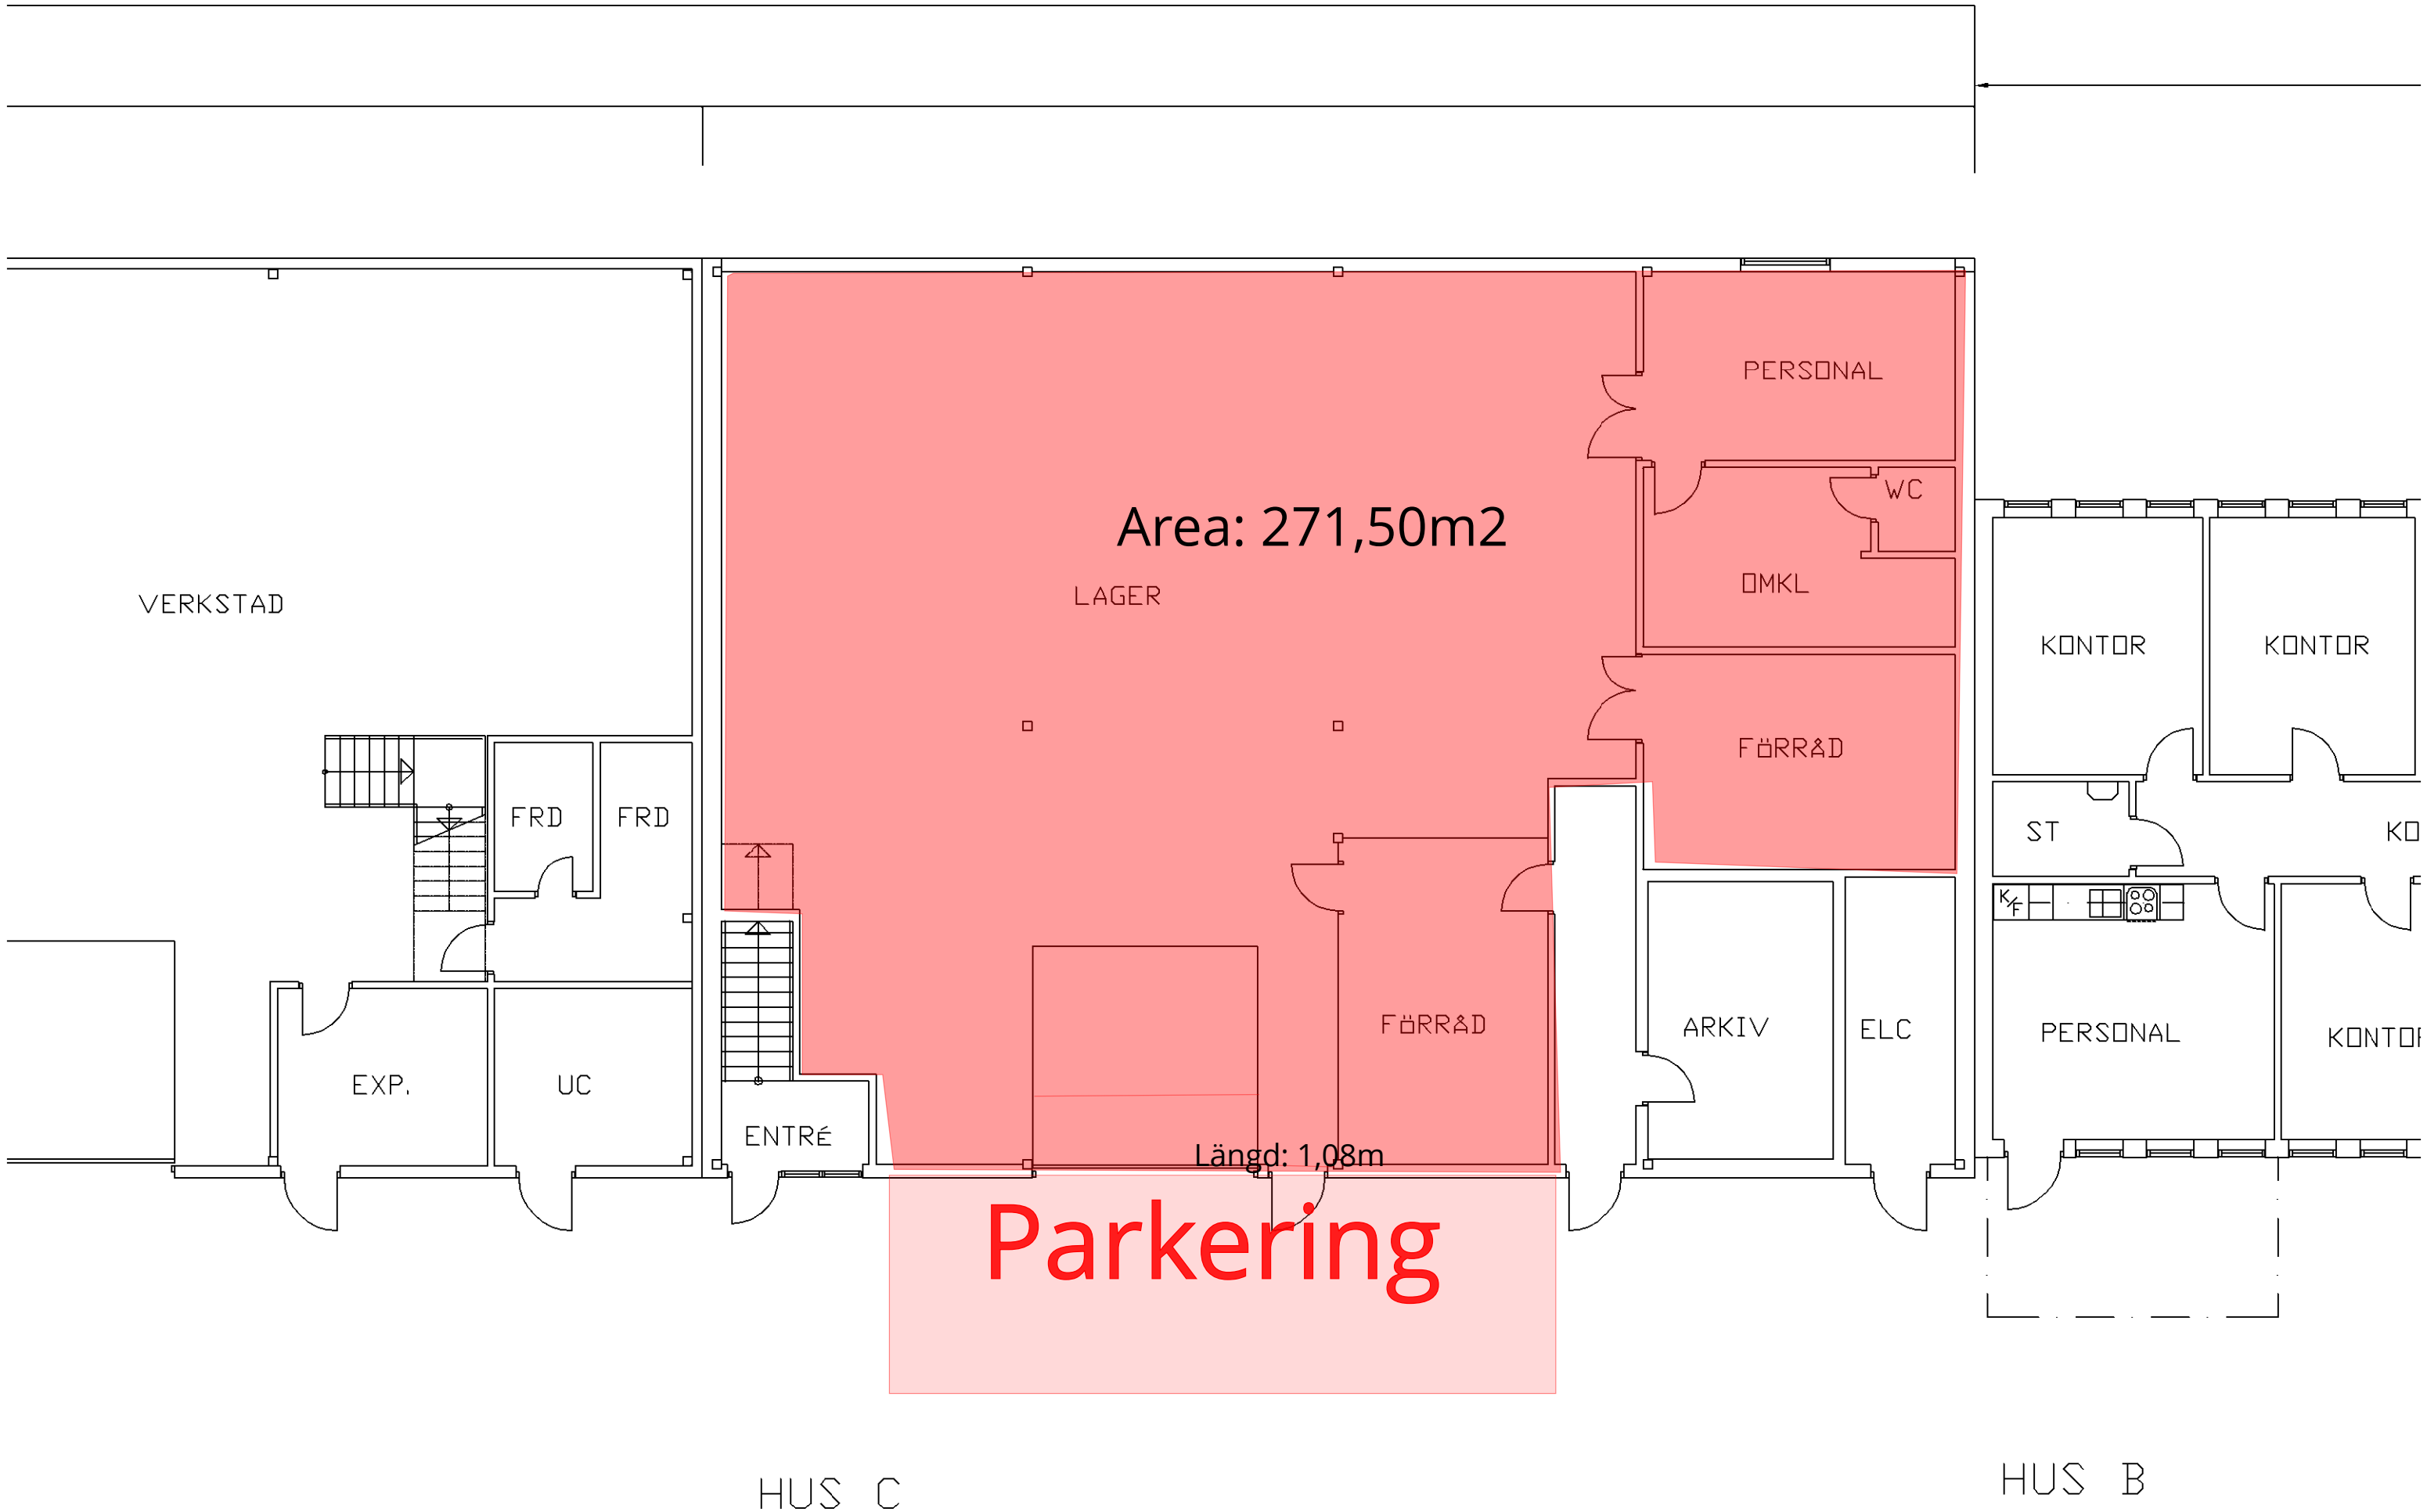 PERSONAL
WC
Area: 271,50m2
OMKL
LAGER
VERKSTAD
KONTOR
KONTOR
FÖRRÅD
FRD
FRD
ST
KO
K/F
FÖRRÅD
ARKIV
ELC
PERSONAL
KONTOR
EXP.
UC
ENTRÉ
Längd: 1,08m
Parkering
HUS C
HUS B